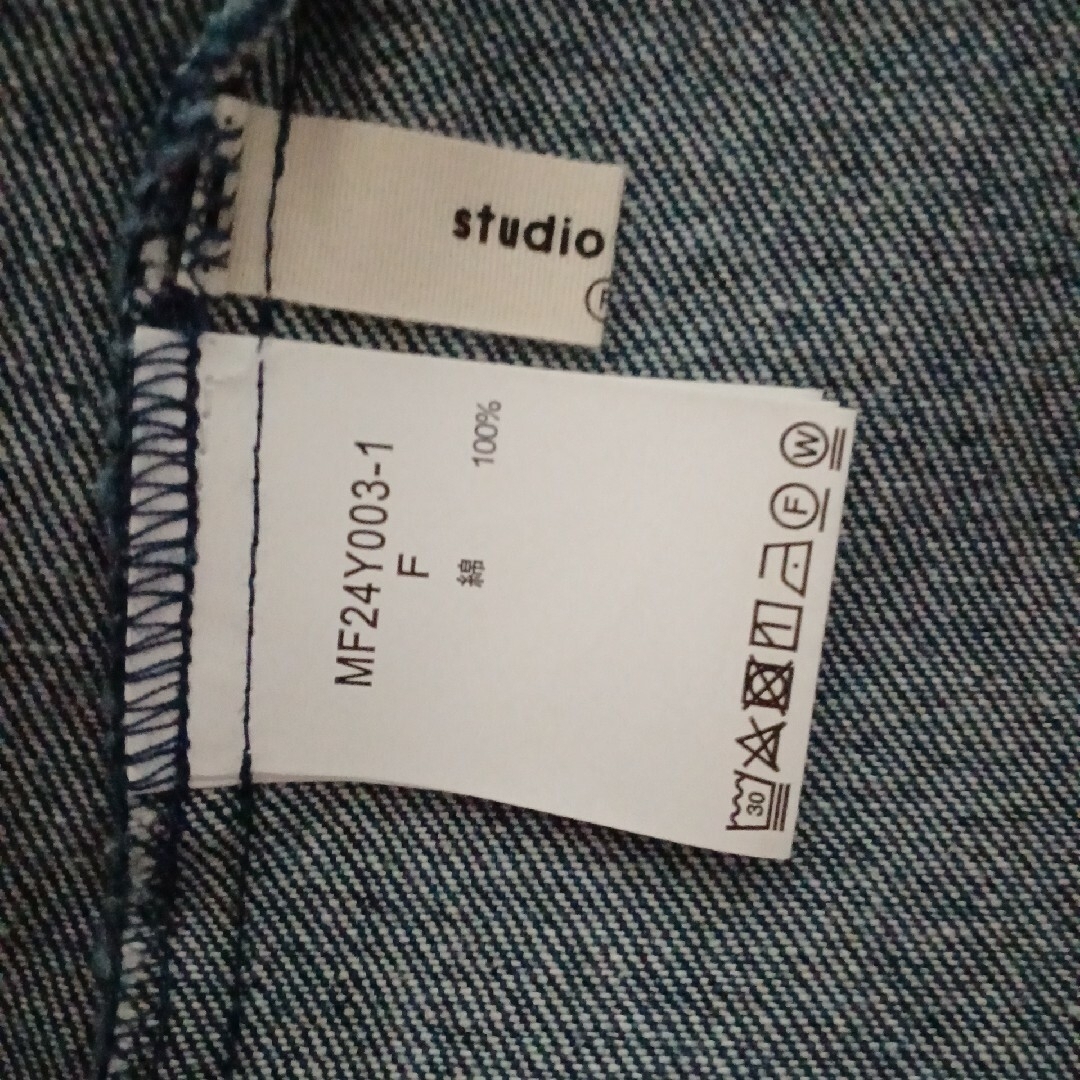 studio
F
MF24Y003-1
F
綿 100%
30 F W